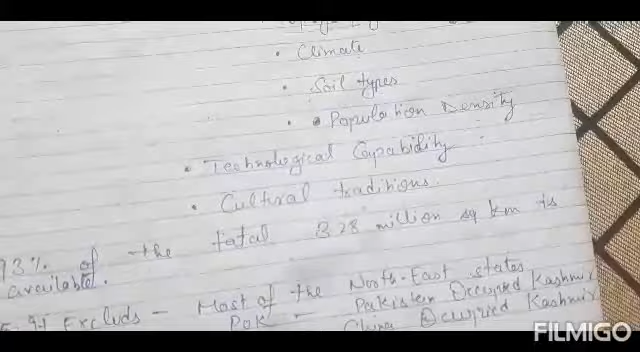 • Climate
• Soil types
• Population Density
• Technological Capability
• Cultural traditions.
93% of the total 3.28 million sq km is
available.
It Excluds - Most of the North-East states
POK - Pakistan Occupied Kashmir
China Occupied Kashmir
FILMIGO